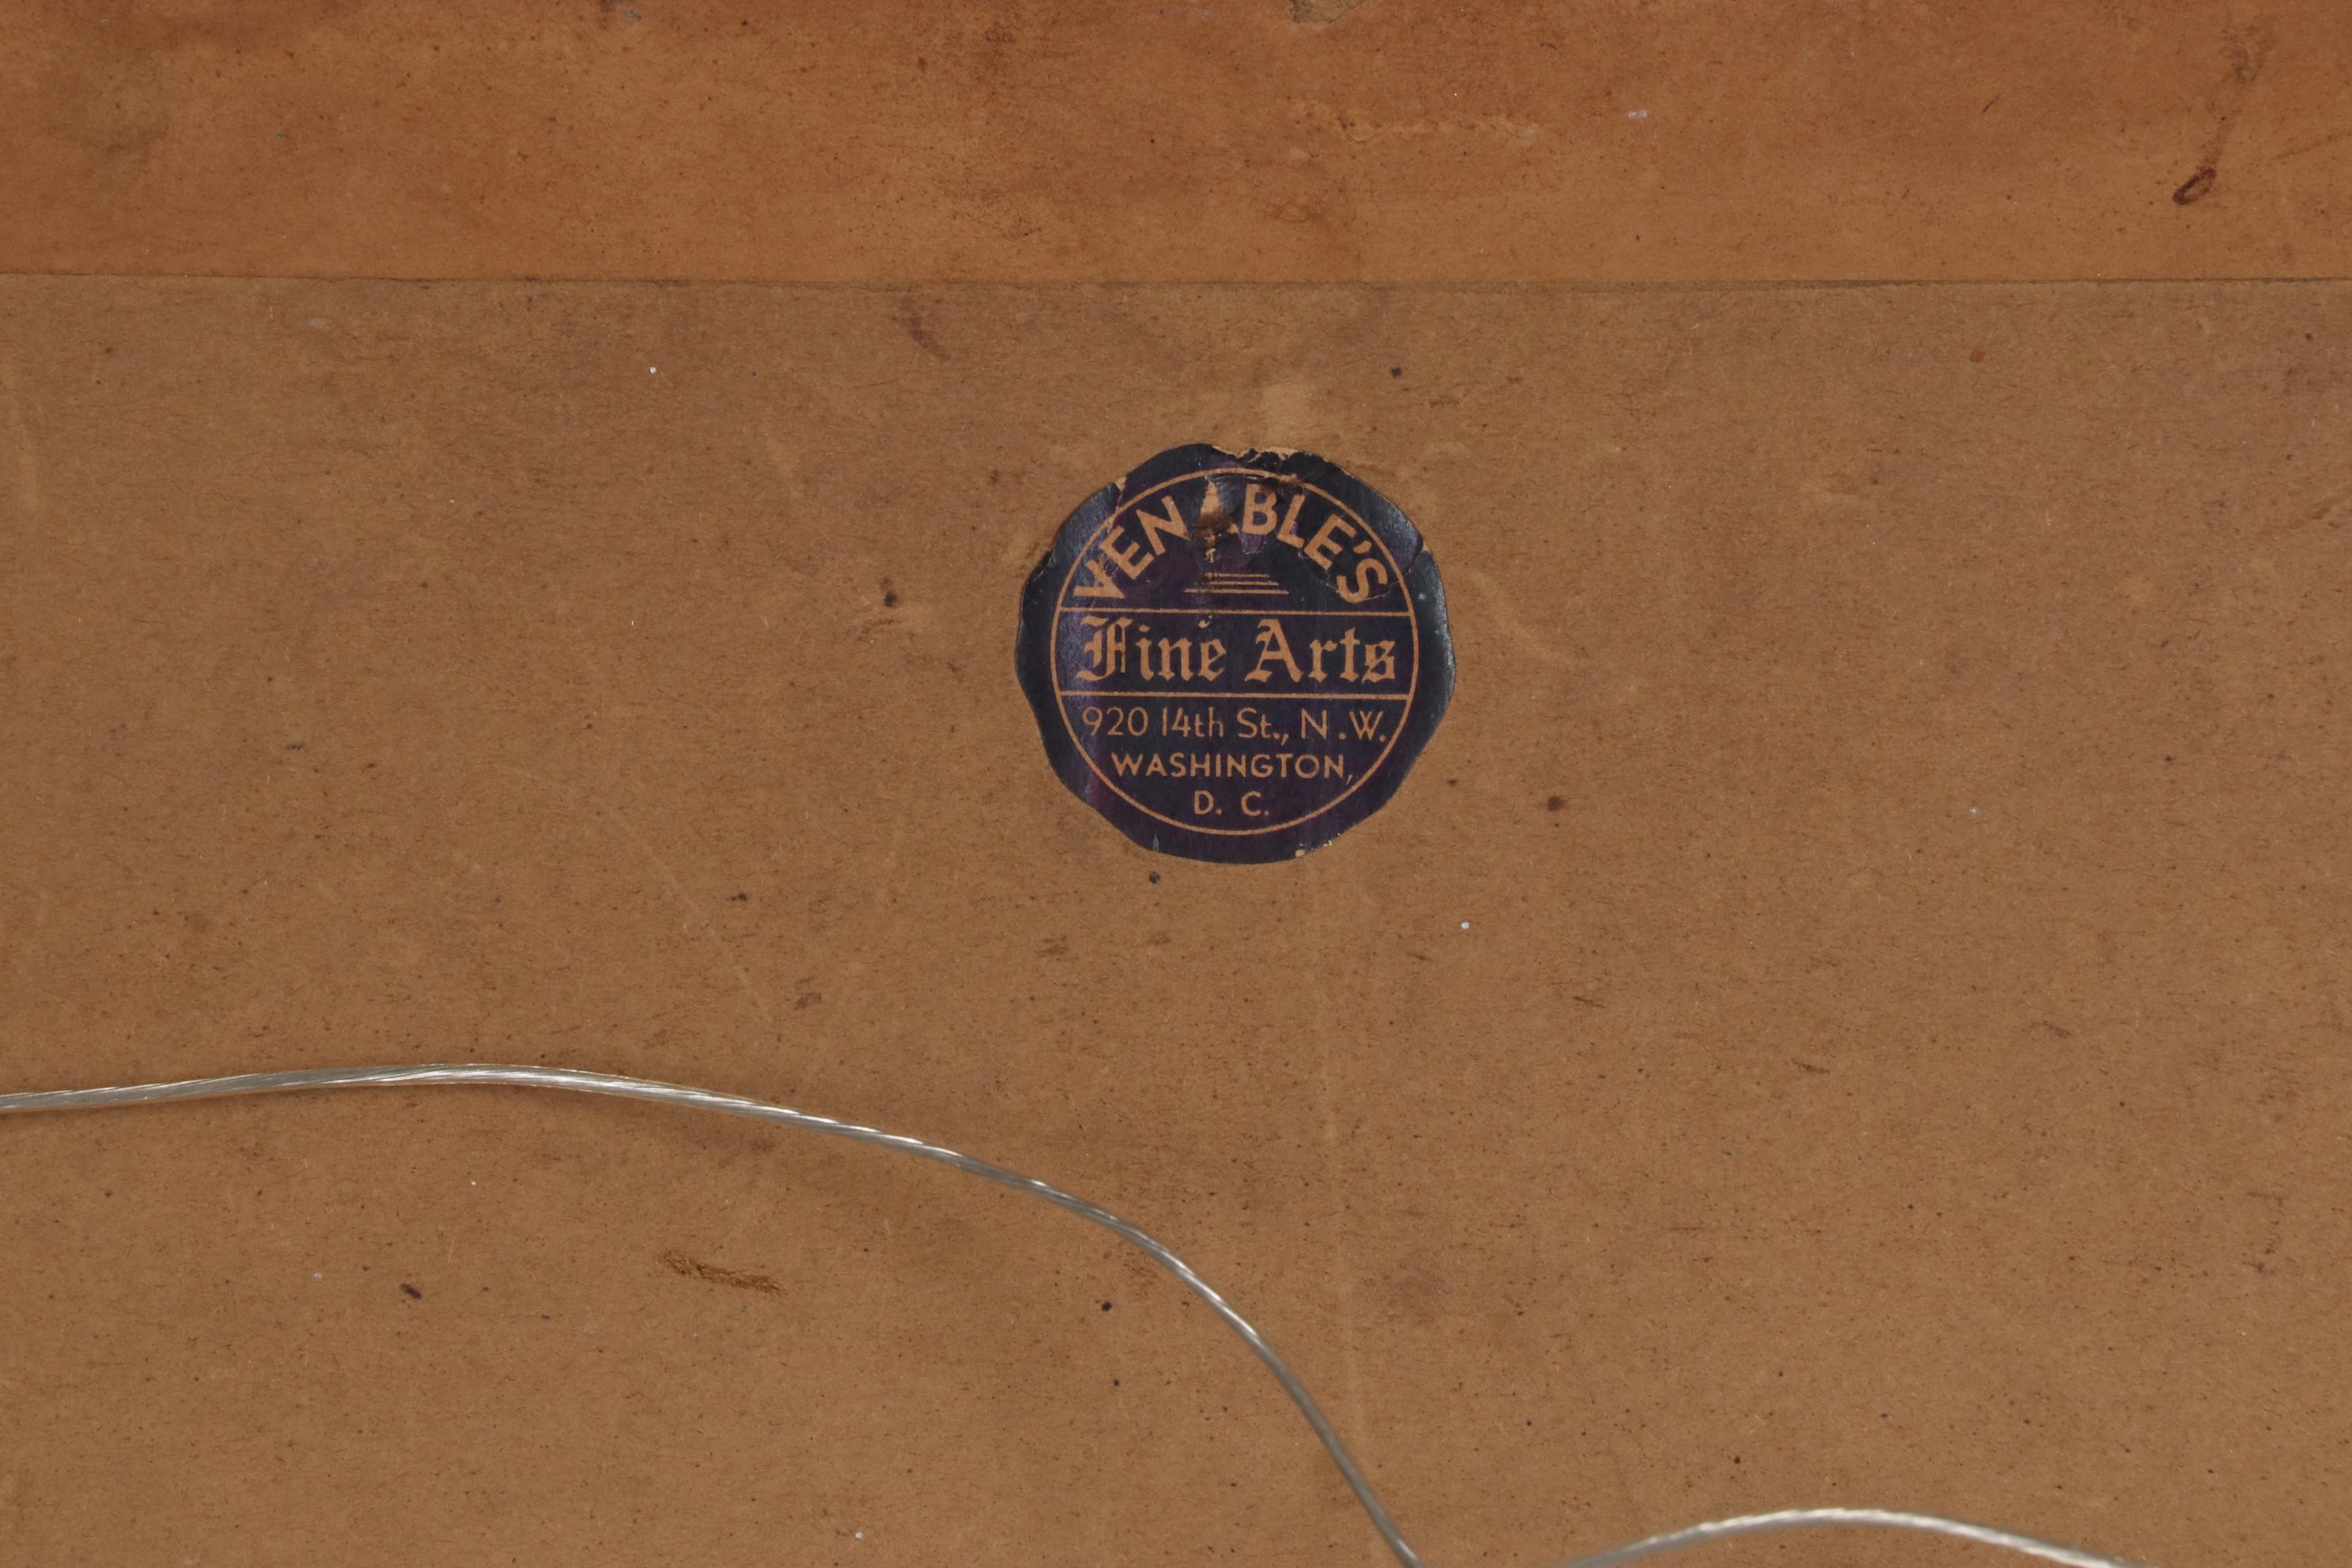 VENABLE'S
Fine Arts
920 14th St., N.W.
WASHINGTON,
D. C.